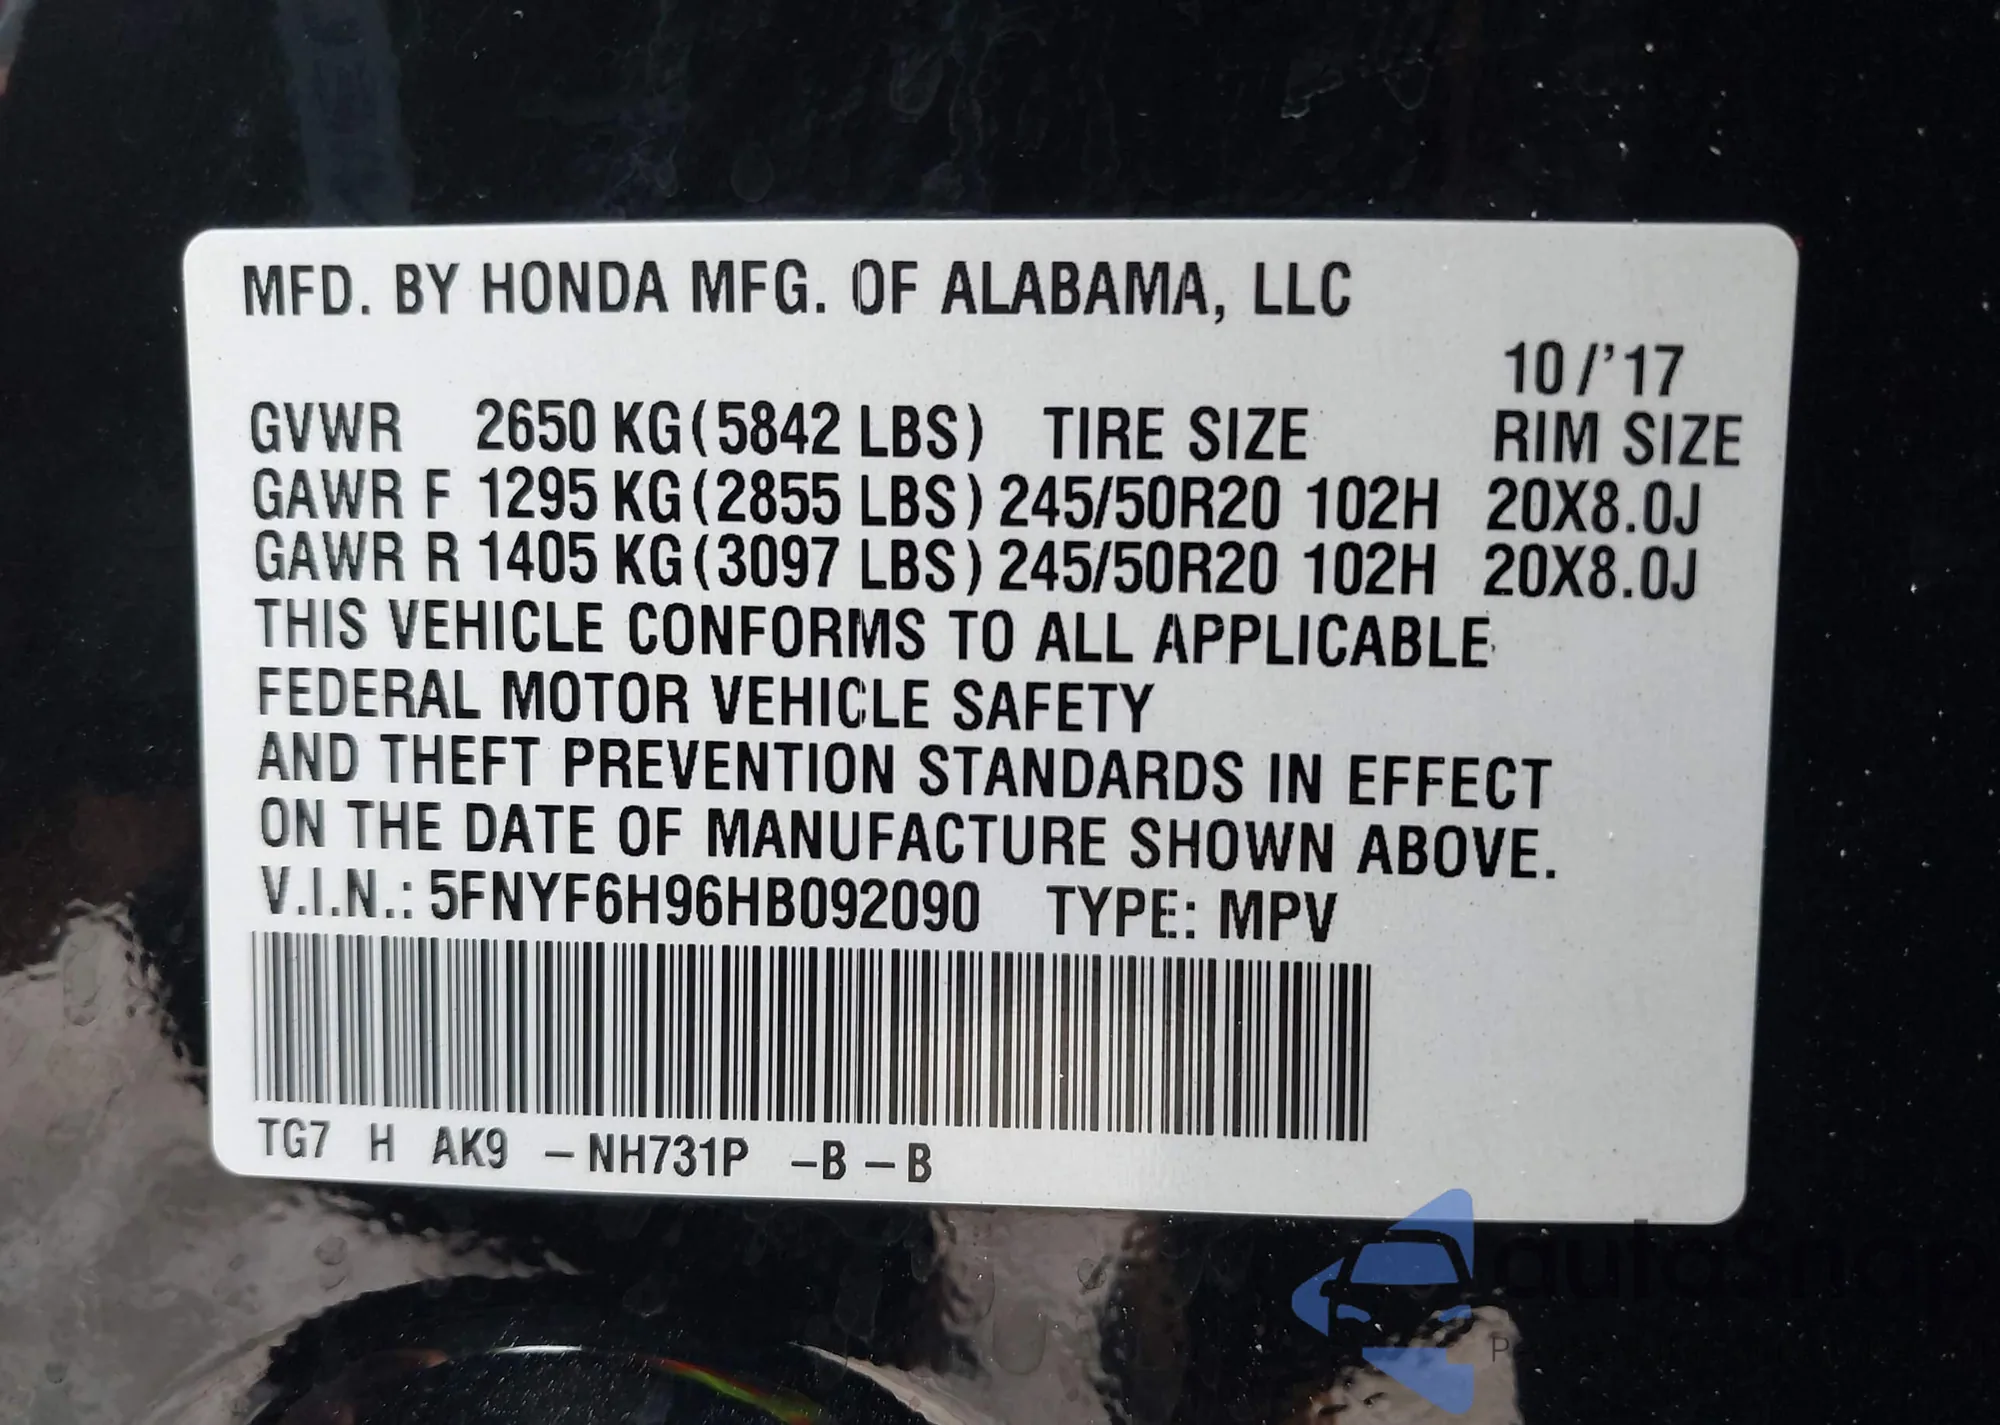 MFD. BY HONDA MFG. OF ALABAMA, LLC
10/'17
GVWR 2650 KG(5842 LBS) TIRE SIZE RIM SIZE
GAWR F 1295 KG(2855 LBS) 245/50R20 102H 20X8.0J
GAWR R 1405 KG(3097 LBS) 245/50R20 102H 20X8.0J
THIS VEHICLE CONFORMS TO ALL APPLICABLE
FEDERAL MOTOR VEHICLE SAFETY
AND THEFT PREVENTION STANDARDS IN EFFECT
ON THE DATE OF MANUFACTURE SHOWN ABOVE.
V.I.N.: 5FNYF6H96HB092090 TYPE: MPV
TG7 H AK9 –NH731P –B –B
autosnap